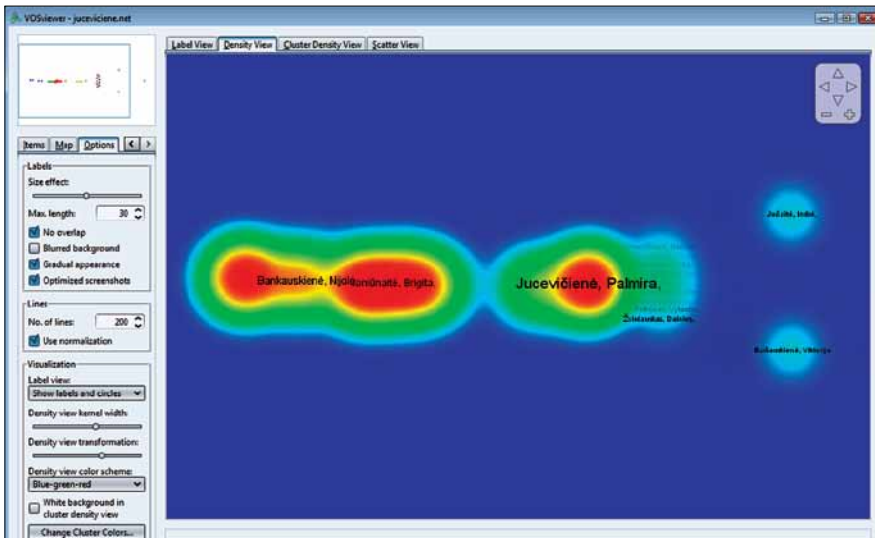 VOSviewer - juceviciene.net
Label View Density View Cluster Density View Scatter View
Items Map Options
Labels
Size effect:
Max. length: 30
No overlap
Blurred background
Gradual appearance
Optimized screenshots
Lines
No. of lines: 200
Use normalization
Visualization
Label view:
Show labels and circles
Density view kernel width:
Density view transformation:
Density view color scheme:
Blue-green-red
White background in
cluster density view
Change Cluster Colors...
Bankauskienė, Brigita,
Jucevičienė, Palmira,